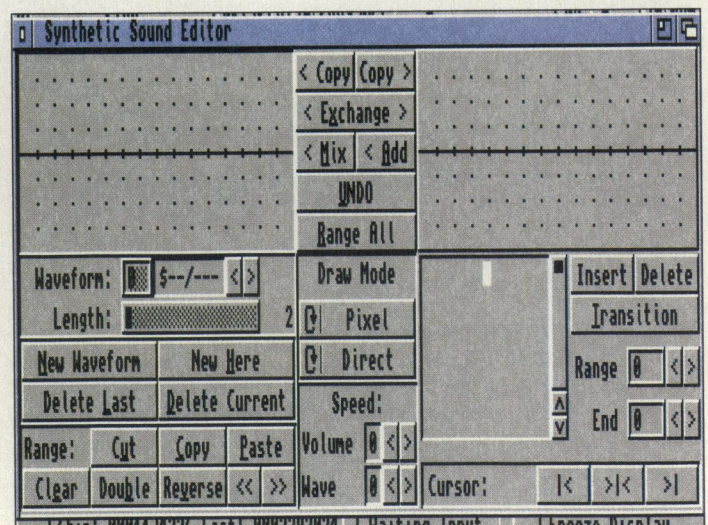 Synthetic Sound Editor
< Copy Copy >
< Exchange >
< Mix < Add
UNDO
Range All
Waveform: 0 $--/--- < >
Length: 2
Draw Mode
Pixel
Direct
Insert Delete
Transition
Range 0 < >
End 0 < >
New Waveform New Here
Delete Last Delete Current
Speed:
Volume 0 < >
Wave 0 < >
Range: Cut Copy Paste
Clear Double Reverse << >>
Cursor: |< >|< >|